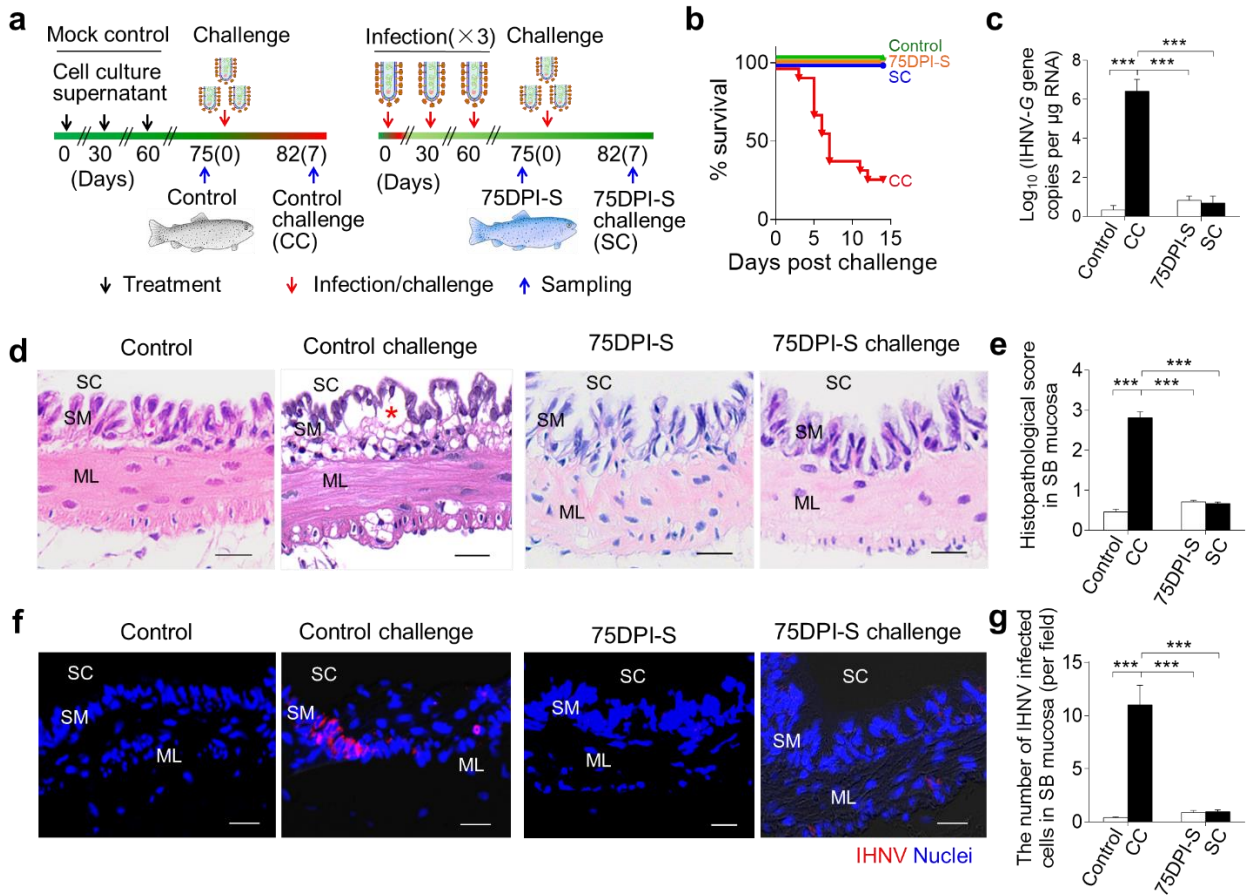 a
Mock control
Cell culture
supernatant
Challenge
0
30
60
75(0)
82(7)
(Days)
Control
Control
challenge
(CC)
Infection(×3)
Challenge
0
30
60
75(0)
82(7)
(Days)
75DPI-S
75DPI-S
challenge
(SC)
Treatment
Infection/challenge
Sampling
b
% survival
100
50
0
0 5 10 15
Days post challenge
Control
75DPI-S
SC
CC
c
Log10 (IHNV-G gene
copies per µg RNA)
8
6
4
2
0
***
*** ***
Control
CC
75DPI-S
SC
d
Control
SC
SM
ML
Control challenge
SC
*
SM
ML
75DPI-S
SC
SM
ML
75DPI-S challenge
SC
SM
ML
e
Histopathological score
in SB mucosa
4
3
2
1
0
***
*** ***
Control
CC
75DPI-S
SC
f
Control
SC
SM
ML
Control challenge
SC
SM
ML
75DPI-S
SC
SM
ML
75DPI-S challenge
SC
SM
ML
IHNV Nuclei
g
The number of IHNV infected
cells in SB mucosa (per field)
15
10
5
0
***
*** ***
Control
CC
75DPI-S
SC